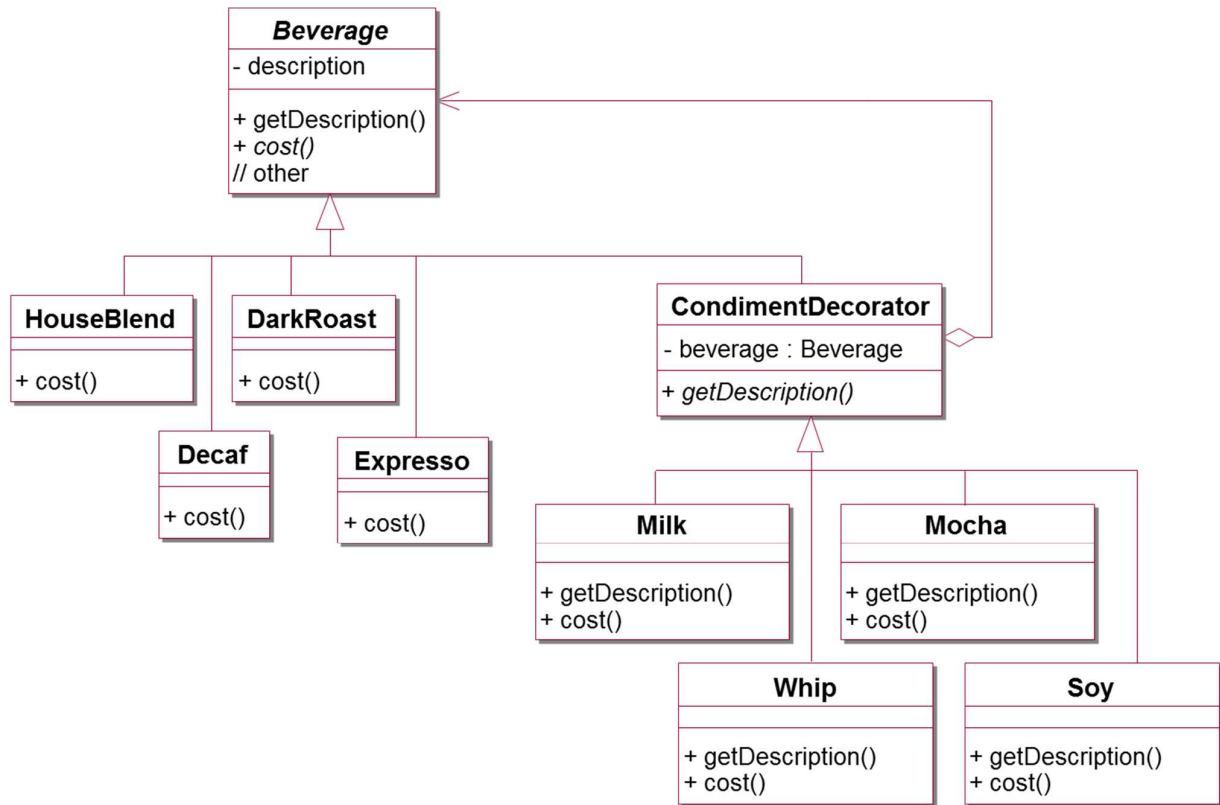 Beverage
- description
+ getDescription()
+ cost()
// other
HouseBlend
+ cost()
DarkRoast
+ cost()
CondimentDecorator
- beverage : Beverage
+ getDescription()
Decaf
+ cost()
Expresso
+ cost()
Milk
+ getDescription()
+ cost()
Mocha
+ getDescription()
+ cost()
Whip
+ getDescription()
+ cost()
Soy
+ getDescription()
+ cost()